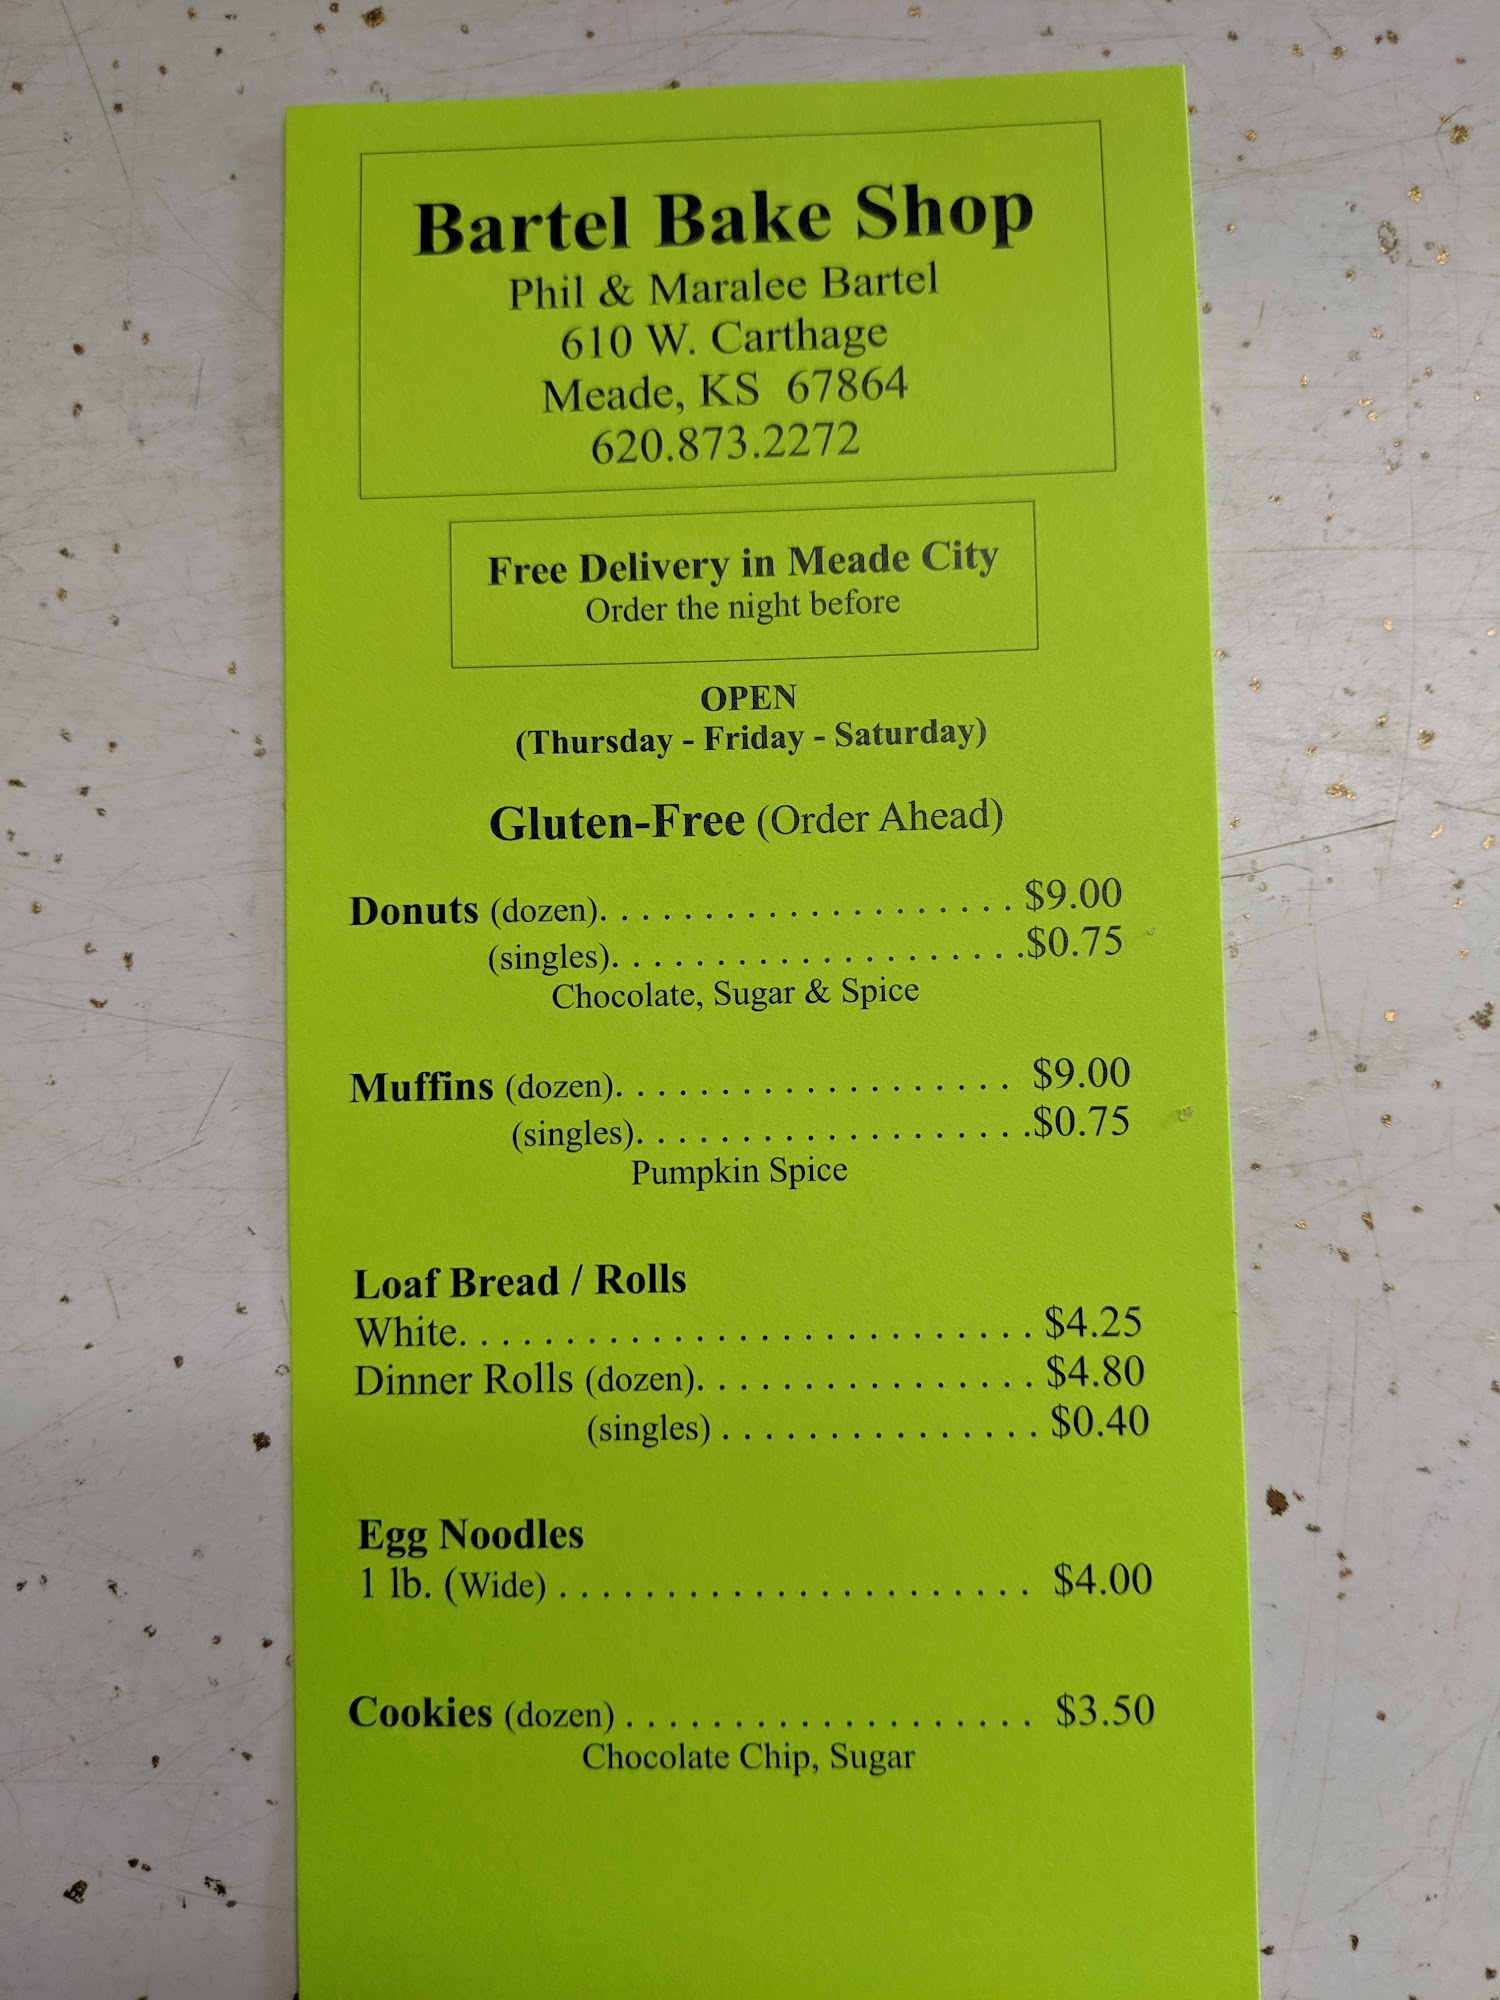 Bartel Bake Shop
Phil & Maralee Bartel
610 W. Carthage
Meade, KS 67864
620.873.2272
Free Delivery in Meade City
Order the night before
OPEN
(Thursday - Friday - Saturday)
Gluten-Free (Order Ahead)
Donuts (dozen). . . . . . . . . . . . . . . . . . . . $9.00
(singles). . . . . . . . . . . . . . . . . . . .$0.75
Chocolate, Sugar & Spice
Muffins (dozen). . . . . . . . . . . . . . . . . . . $9.00
(singles). . . . . . . . . . . . . . . . . . .$0.75
Pumpkin Spice
Loaf Bread / Rolls
White. . . . . . . . . . . . . . . . . . . . . . . . . . . $4.25
Dinner Rolls (dozen). . . . . . . . . . . . . . . . $4.80
(singles) . . . . . . . . . . . . . . . $0.40
Egg Noodles
1 lb. (Wide) . . . . . . . . . . . . . . . . . . . . . . $4.00
Cookies (dozen) . . . . . . . . . . . . . . . . . . . $3.50
Chocolate Chip, Sugar